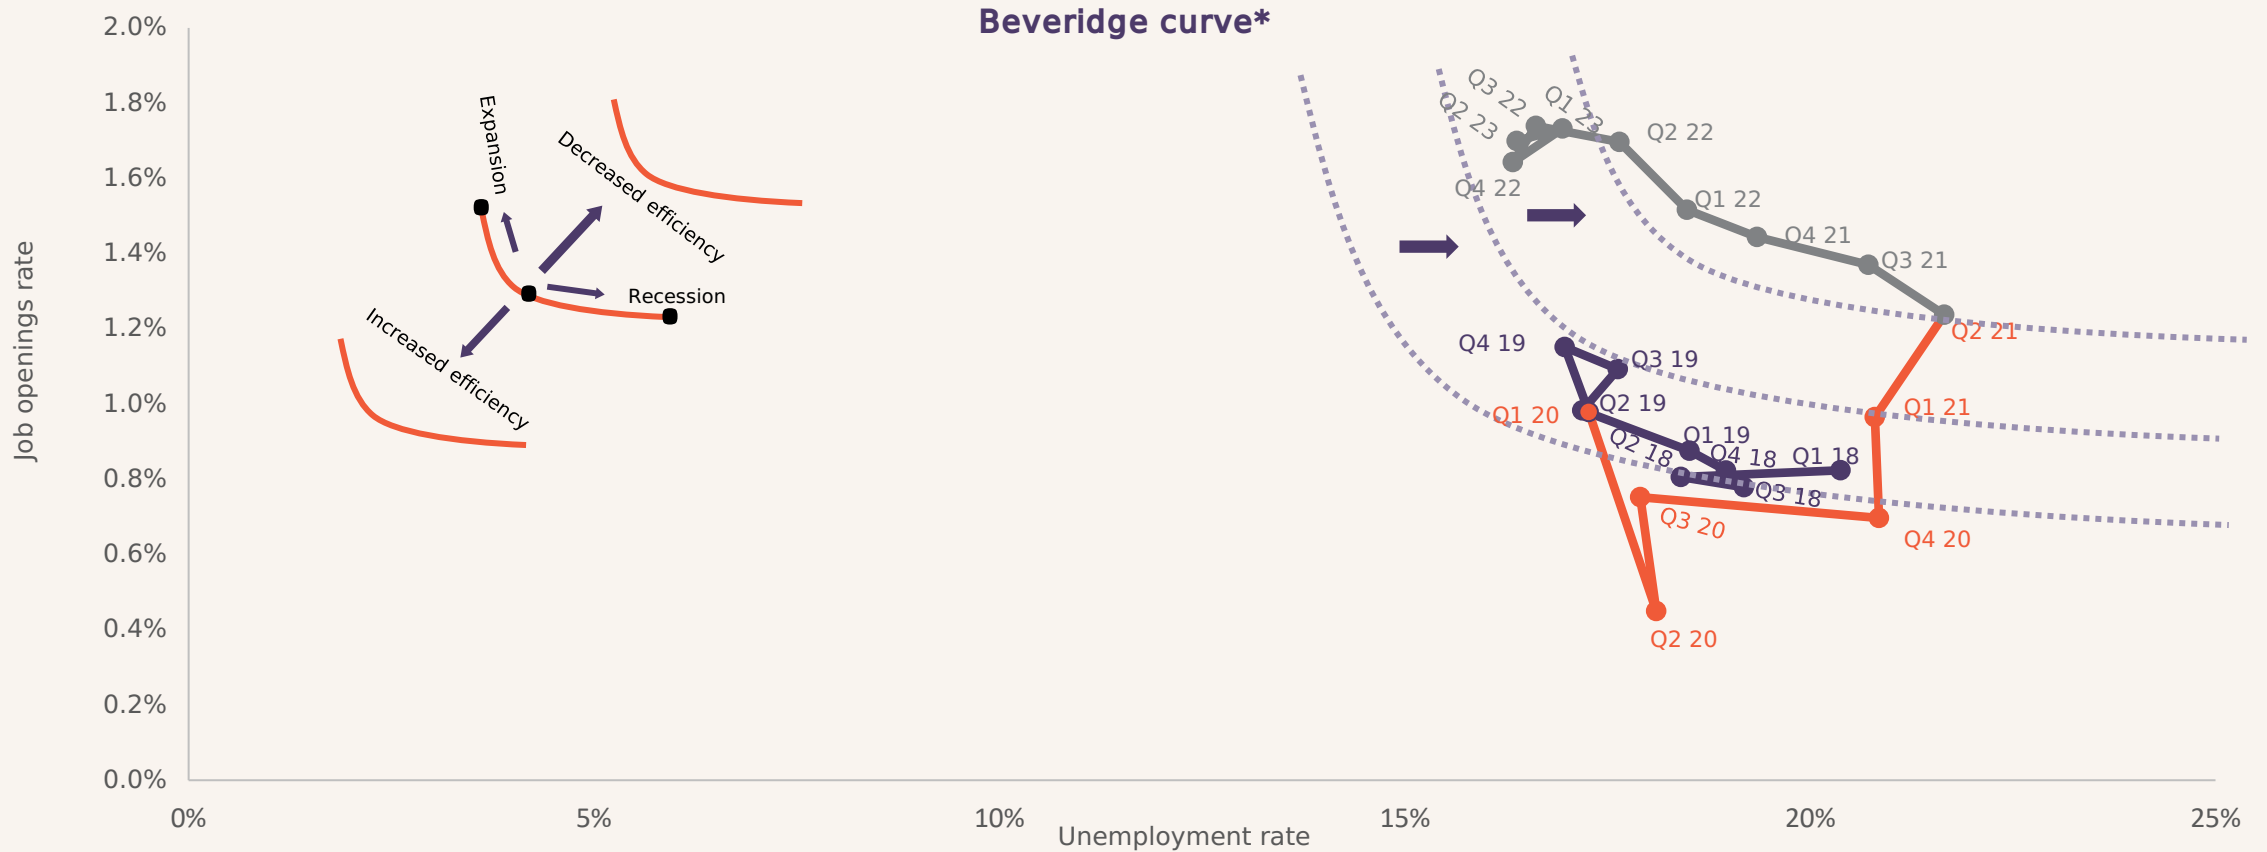 Beveridge curve*
2.0%
1.8%
1.6%
1.4%
1.2%
1.0%
0.8%
0.6%
0.4%
0.2%
0.0%
Job openings rate
Expansion
Decreased efficiency
Recession
Increased efficiency
Q3 22
Q2 23
Q1 23
Q2 22
Q4 22
Q1 22
Q4 21
Q3 21
Q2 21
Q4 19
Q3 19
Q2 19
Q1 20
Q1 21
Q1 19
Q2 18
Q4 18
Q1 18
Q3 18
Q3 20
Q4 20
Q2 20
0%
5%
10%
15%
20%
25%
Unemployment rate